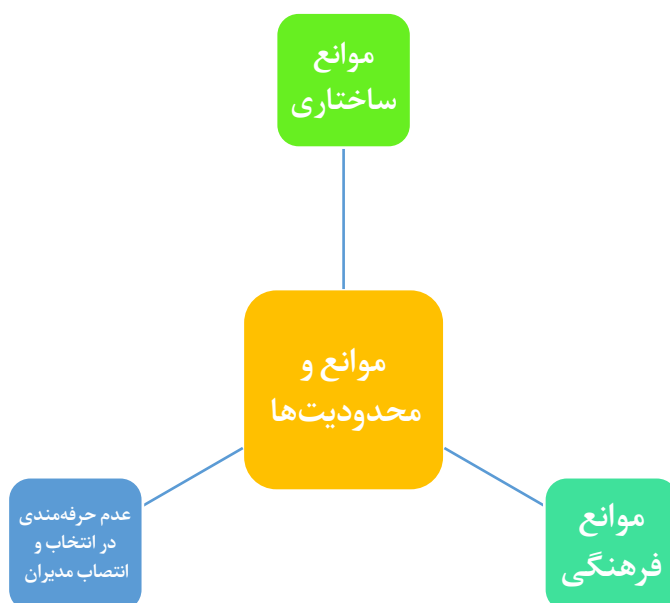 موانع
ساختاری
موانع و
محدودیت‌ها
موانع
فرهنگی
عدم حرفه‌مندی
در انتخاب و
انتصاب مدیران